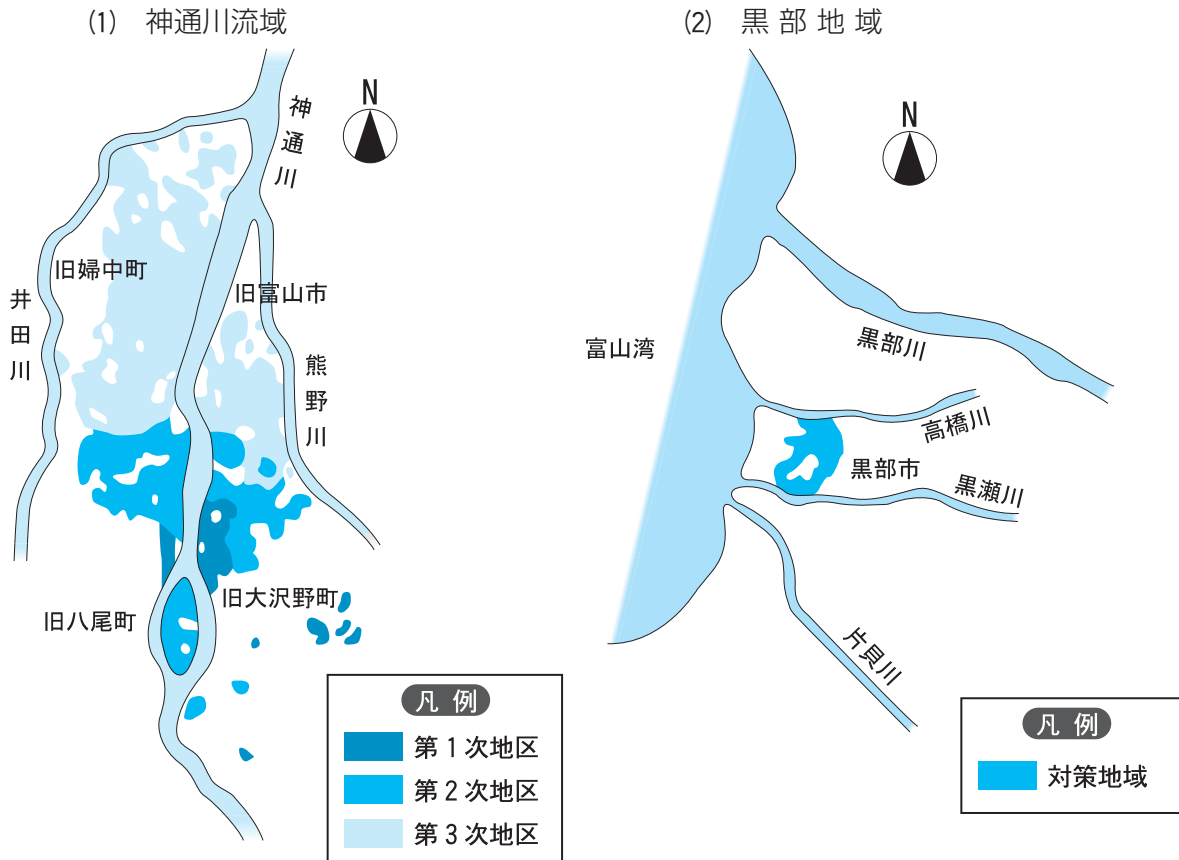 (1) 神通川流域
N
神通川
旧婦中町
井田川
旧富山市
熊野川
旧八尾町
旧大沢野町
凡例
第1次地区
第2次地区
第3次地区
(2) 黒部地域
N
富山湾
黒部川
高橋川
黒部市
黒瀬川
片貝川
凡例
対策地域